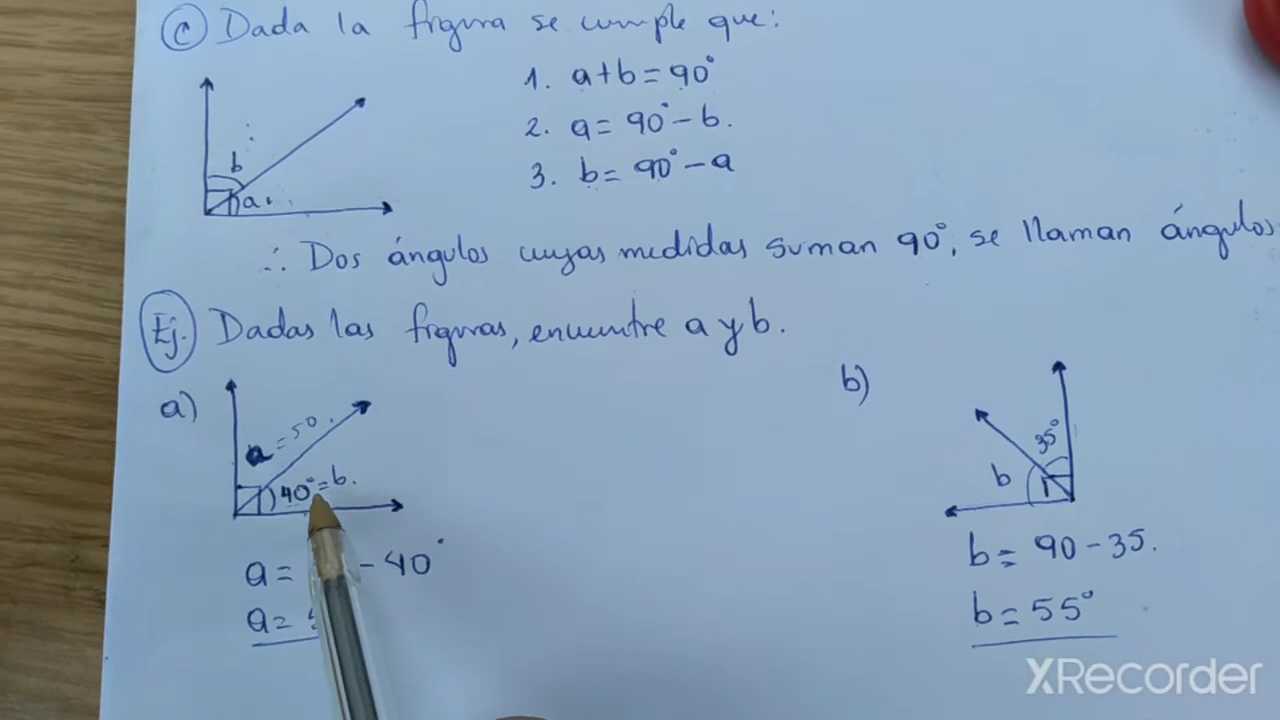 C Dada la figura se cumple que:
1. a+b=90°
2. a=90°-b.
3. b=90°-a
b
a
∴ Dos ángulos cuyas medidas suman 90°, se llaman ángulos
Ej. Dadas las figuras, encuentre a y b.
a)
a=50.
40°=b.
a= -40°
a=
b)
35°
b
b= 90-35.
b=55°
XRecorder